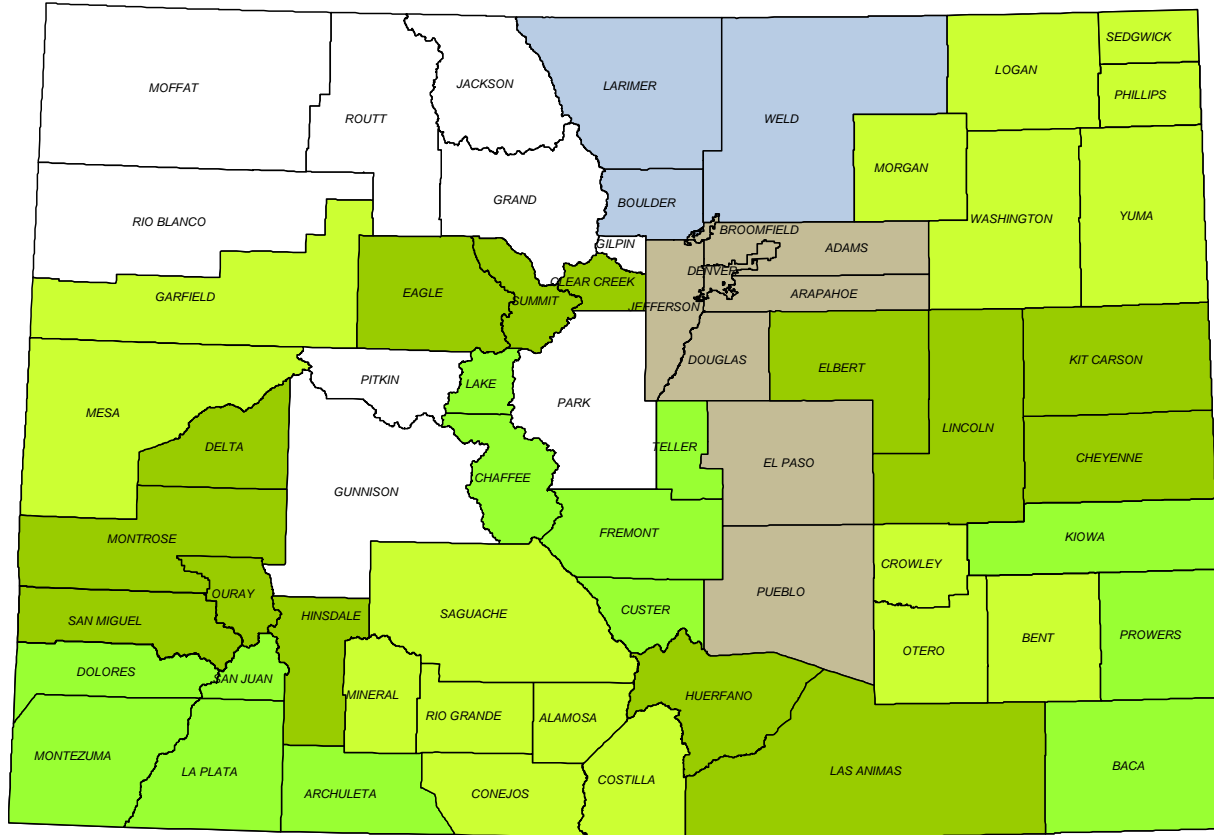 SEDGWICK
LOGAN
MOFFAT
JACKSON
LARIMER
PHILLIPS
ROUTT
WELD
MORGAN
GRAND
BOULDER
RIO BLANCO
WASHINGTON
YUMA
BROOMFIELD
GILPIN
ADAMS
DENVER
CLEAR CREEK
EAGLE
GARFIELD
SUMMIT
ARAPAHOE
JEFFERSON
DOUGLAS
KIT CARSON
ELBERT
PITKIN
LAKE
PARK
MESA
LINCOLN
DELTA
TELLER
CHEYENNE
EL PASO
CHAFFEE
GUNNISON
FREMONT
MONTROSE
KIOWA
CROWLEY
OURAY
PUEBLO
CUSTER
SAGUACHE
HINSDALE
SAN MIGUEL
BENT
PROWERS
OTERO
DOLORES
SAN JUAN
MINERAL
HUERFANO
RIO GRANDE
ALAMOSA
MONTEZUMA
LA PLATA
BACA
LAS ANIMAS
COSTILLA
ARCHULETA
CONEJOS